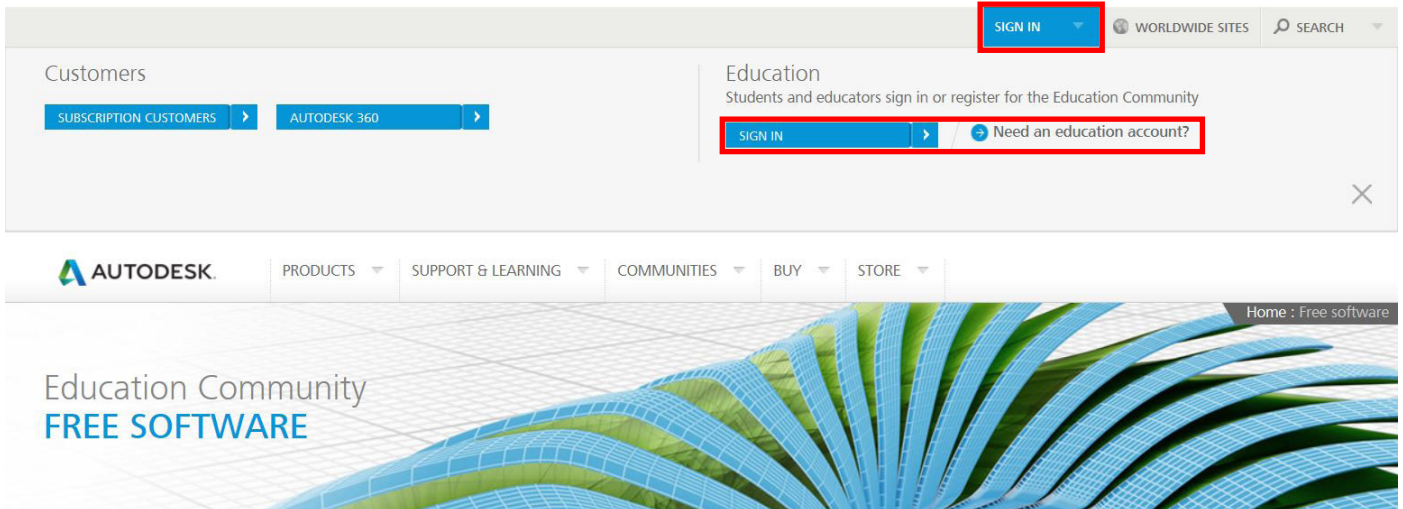 SIGN IN WORLDWIDE SITES SEARCH
Customers
SUBSCRIPTION CUSTOMERS AUTODESK 360
Education
Students and educators sign in or register for the Education Community
SIGN IN Need an education account?
AUTODESK. PRODUCTS SUPPORT & LEARNING COMMUNITIES BUY STORE
Home : Free software
Education Community
FREE SOFTWARE